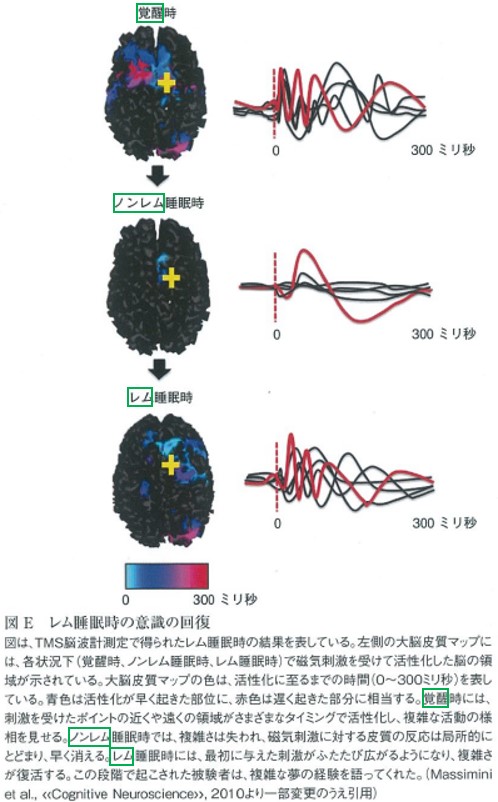 覚醒時
0 300 ミリ秒
ノンレム睡眠時
0 300 ミリ秒
レム睡眠時
0 300 ミリ秒
0 300 ミリ秒
図 E レム睡眠時の意識の回復
図は、TMS脳波計測定で得られたレム睡眠時の結果を表している。左側の大脳皮質マップに
は、各状況下(覚醒時、ノンレム睡眠時、レム睡眠時)で磁気刺激を受けて活性化した脳の領
域が示されている。大脳皮質マップの色は、活性化に至るまでの時間(0〜300ミリ秒)を表し
ている。青色は活性化が早く起きた部位に、赤色は遅く起きた部分に相当する。覚醒時には、
刺激を受けたポイントの近くや遠くの領域がさまざまなタイミングで活性化し、複雑な活動の様
相を見せる。ノンレム睡眠時では、複雑さは失われ、磁気刺激に対する皮質の反応は局所的に
とどまり、早く消える。レム睡眠時には、最初に与えた刺激がふたたび広がるようになり、複雑さ
が復活する。この段階で起こされた被験者は、複雑な夢の経験を語ってくれた。(Massimini
et al., <<Cognitive Neuroscience>>, 2010より一部変更のうえ引用)